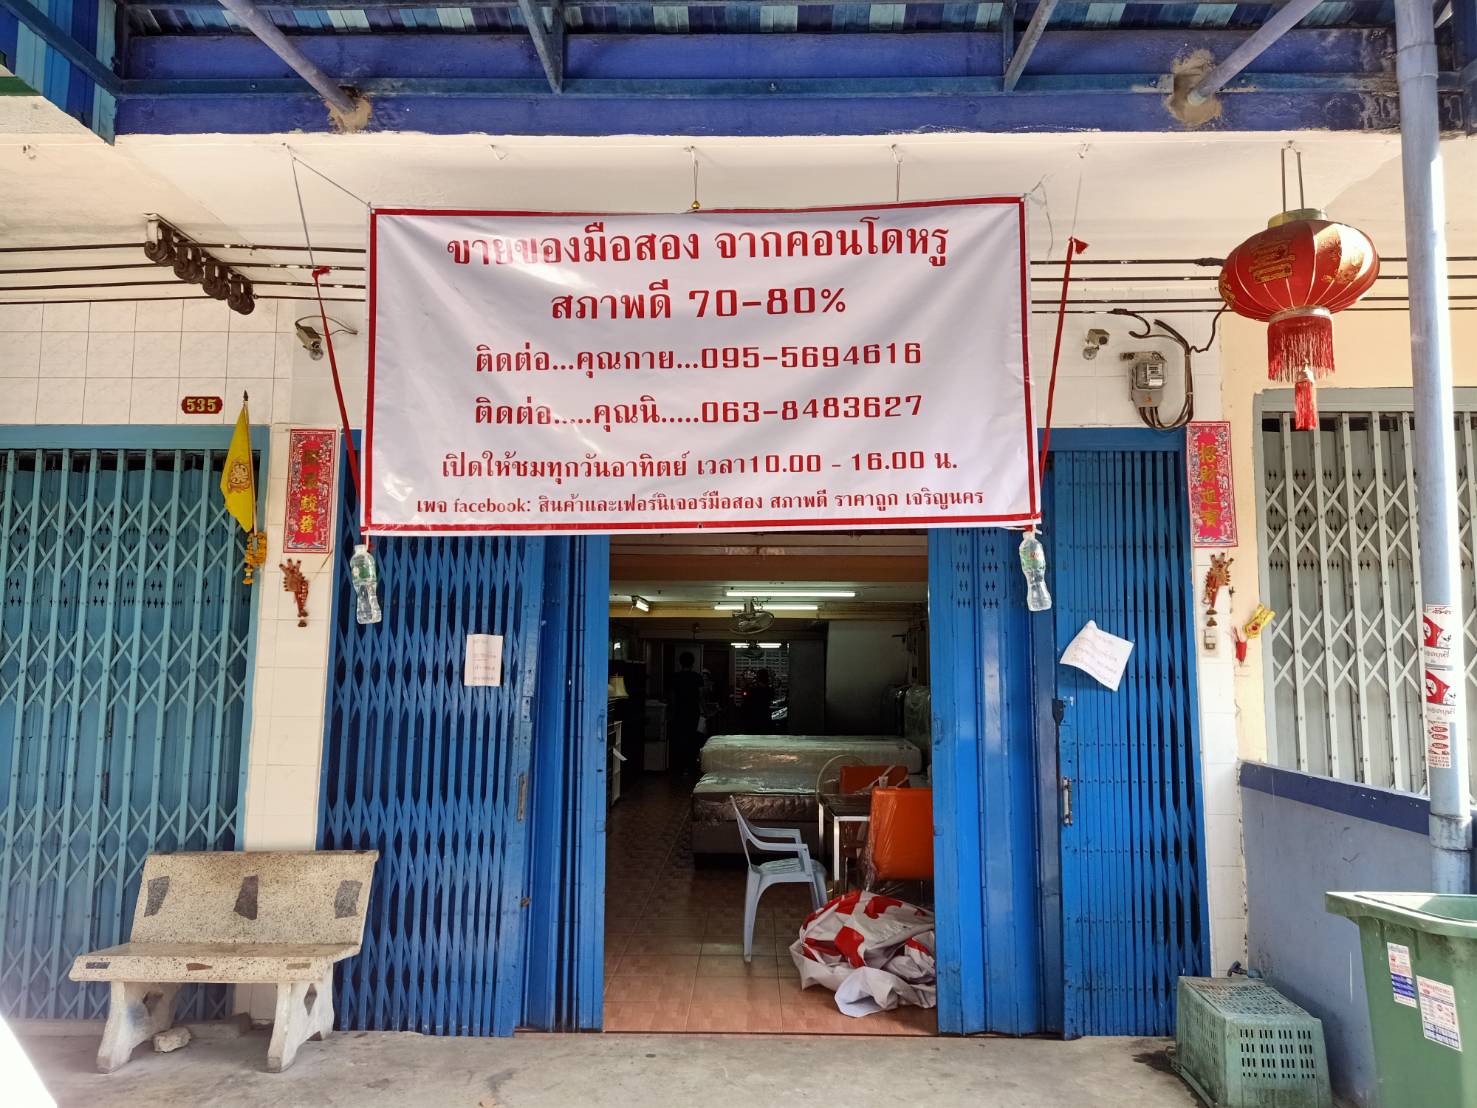 ขายของมือสอง จากคอนโดหรู
สภาพดี 70-80%
ติดต่อ...คุณกาย...095-5694616
ติดต่อ.....คุณนิ.....063-8483627
เปิดให้ชมทุกวันอาทิตย์ เวลา10.00 - 16.00 น.
เพจ facebook: สินค้าและเฟอร์นิเจอร์มือสอง สภาพดี ราคาถูก เจริญนคร
535
招財進寶